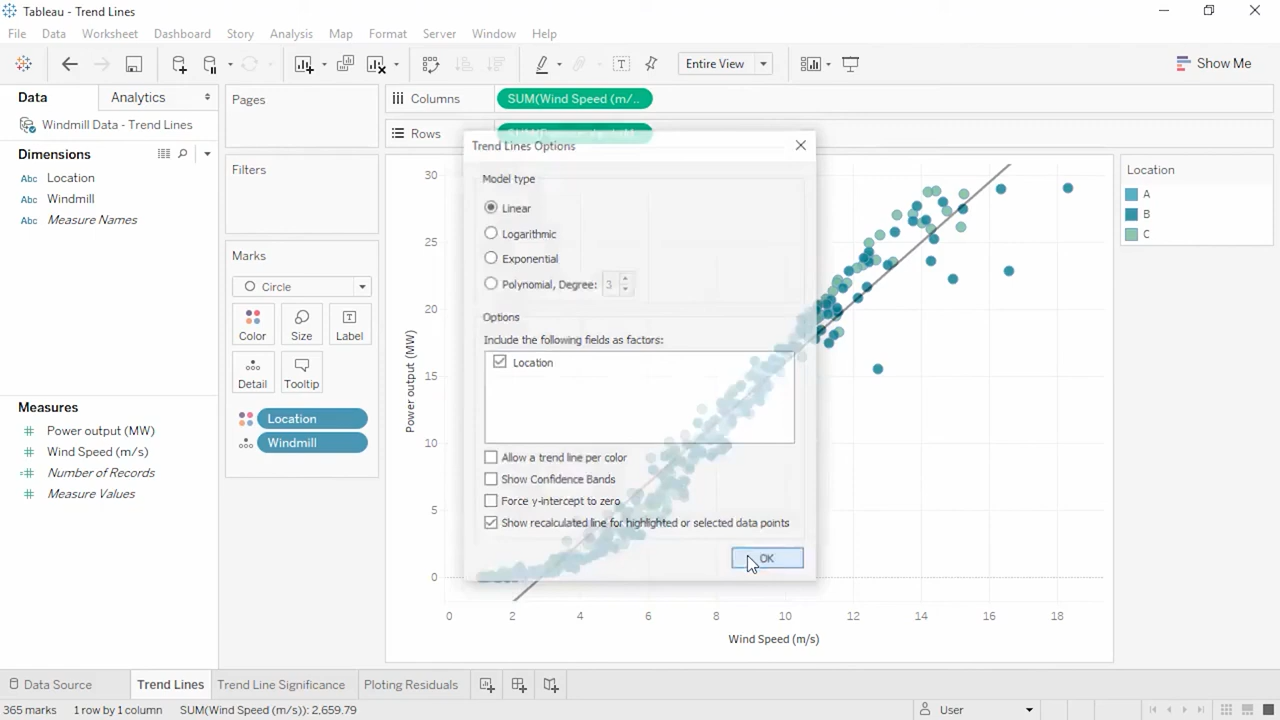 Tableau - Trend Lines
File Data Worksheet Dashboard Story Analysis Map Format Server Window Help
Entire View
Show Me
Data Analytics
Windmill Data - Trend Lines
Dimensions
Abc Location
Abc Windmill
Abc Measure Names
Measures
Power output (MW)
Wind Speed (m/s)
Number of Records
Measure Values
Pages
Filters
Marks
Circle
Color Size Label
Detail Tooltip
Location
Windmill
Columns SUM(Wind Speed (m/..
Rows
Trend Lines Options
Model type
Linear
Logarithmic
Exponential
Polynomial, Degree: 3
Options
Include the following fields as factors:
Location
Allow a trend line per color
Show Confidence Bands
Force y-intercept to zero
Show recalculated line for highlighted or selected data points
OK
Power output (MW)
30
25
20
15
10
5
0
0 2 4 6 8 10 12 14 16 18
Wind Speed (m/s)
Location
A
B
C
Data Source Trend Lines Trend Line Significance Ploting Residuals
365 marks 1 row by 1 column SUM(Wind Speed (m/s)): 2,659.79 User